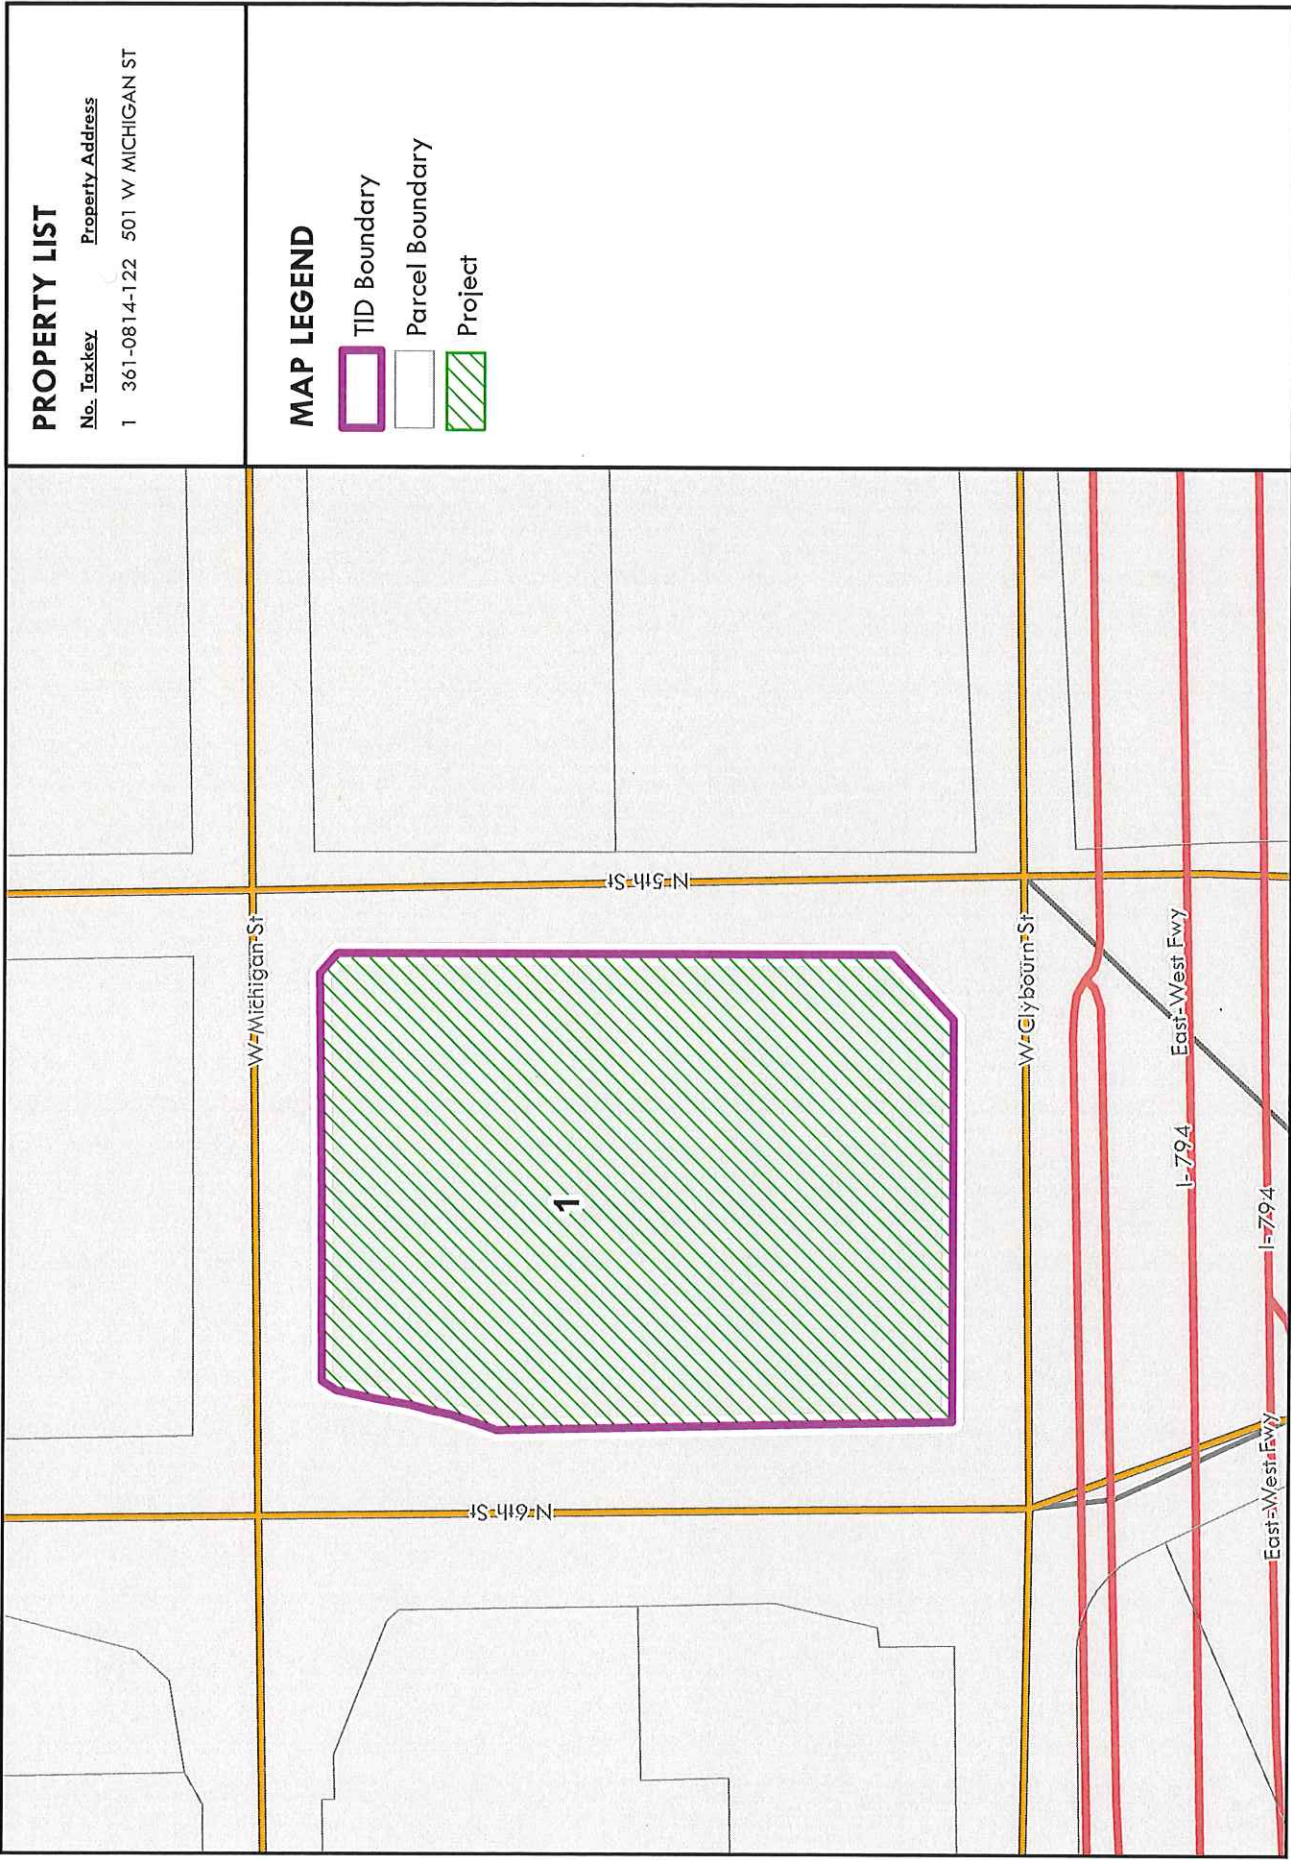 PROPERTY LIST
No. Taxkey Property Address
1 361-0814-122 501 W MICHIGAN ST
MAP LEGEND
TID Boundary
Parcel Boundary
Project
W Michigan St
N 6th St
N 5th St
1
W Clybourn St
East-West Fwy
I-794
I-794
East-West Fwy